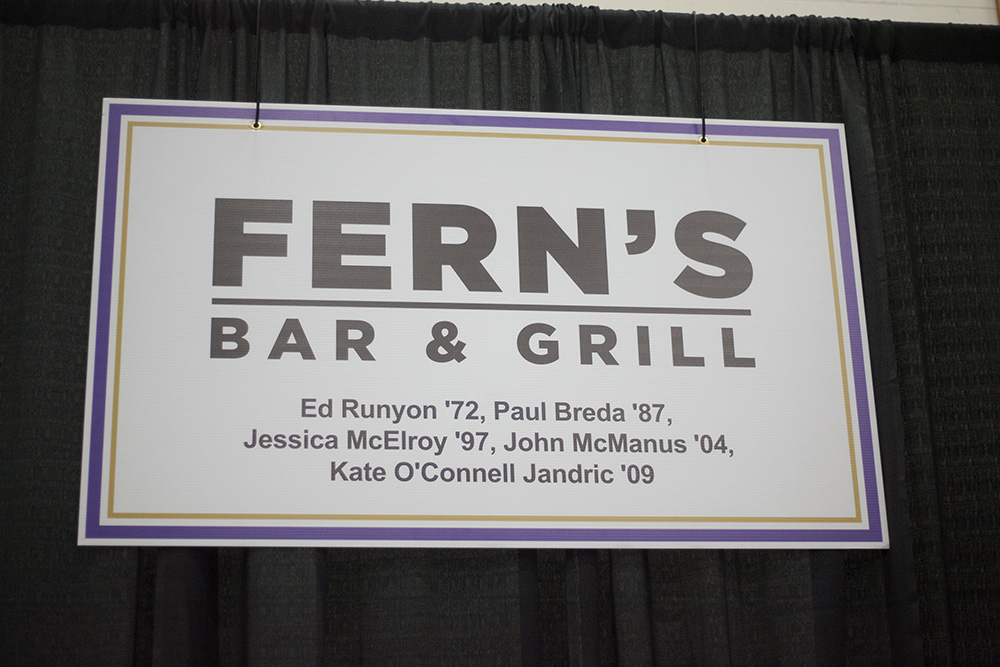 FERN'S
BAR & GRILL
Ed Runyon '72, Paul Breda '87,
Jessica McElroy '97, John McManus '04,
Kate O'Connell Jandric '09